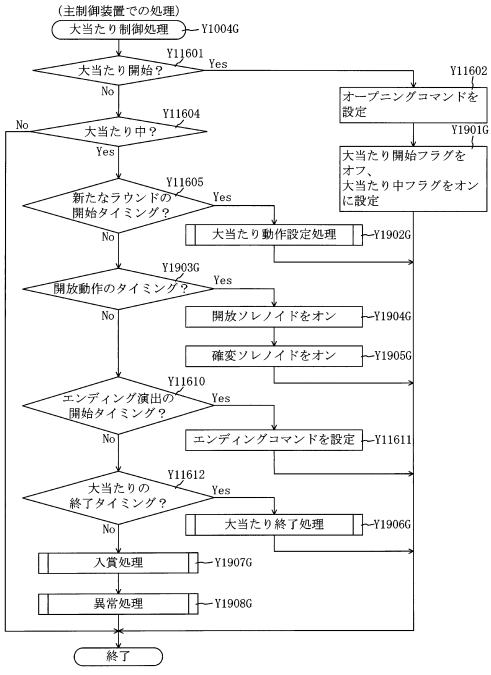 (主制御装置での処理)
大当たり制御処理
Y1004G
Y11601
大当たり開始？
Yes
No
Y11602
オープニングコマンドを
設定
Y1901G
大当たり開始フラグを
オフ、
大当たり中フラグをオン
に設定
Y11604
No
大当たり中？
Yes
Y11605
新たなラウンドの
開始タイミング？
Yes
No
大当たり動作設定処理
Y1902G
Y1903G
開放動作のタイミング？
Yes
No
開放ソレノイドをオン
Y1904G
確変ソレノイドをオン
Y1905G
Y11610
エンディング演出の
開始タイミング？
Yes
No
エンディングコマンドを設定
Y11611
Y11612
大当たりの
終了タイミング？
Yes
No
大当たり終了処理
Y1906G
入賞処理
Y1907G
異常処理
Y1908G
終了